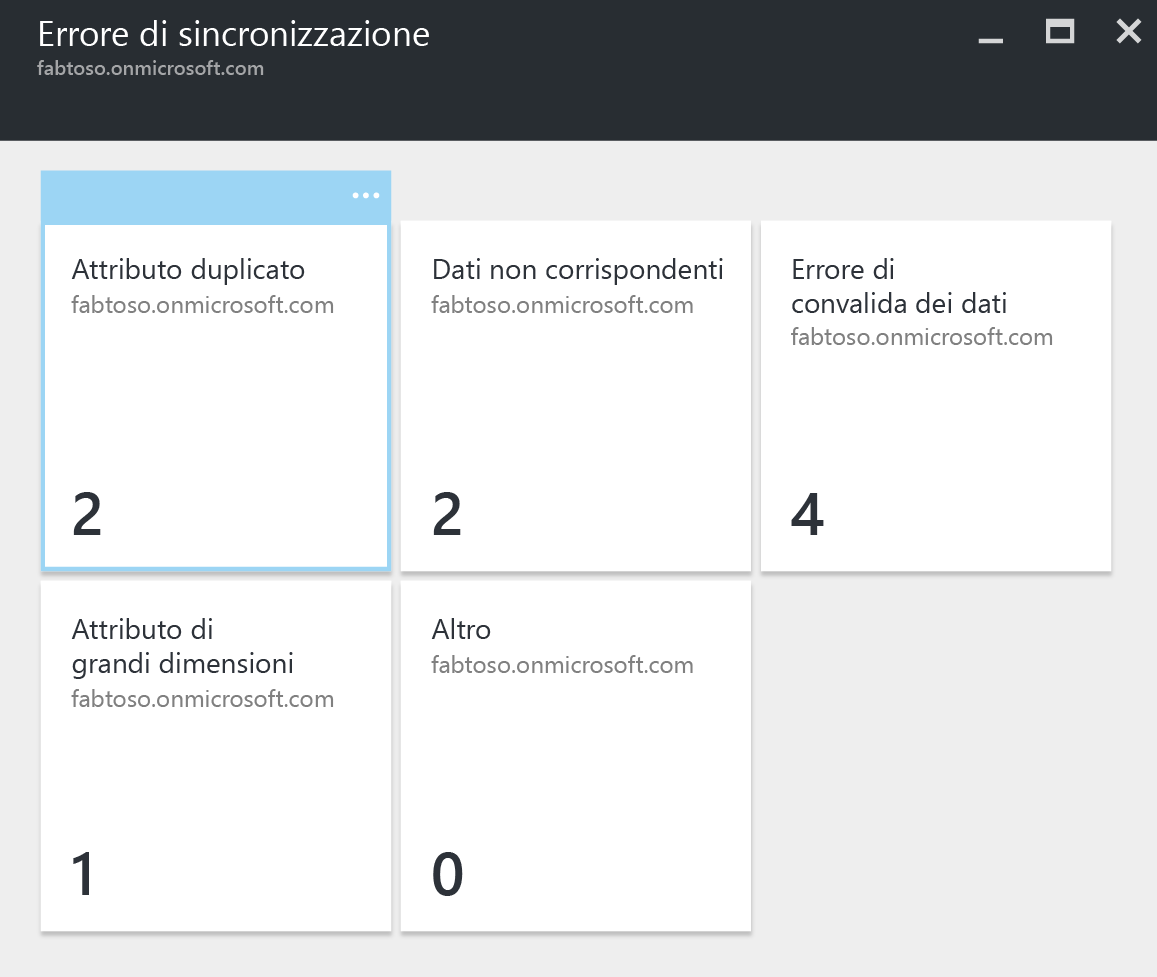 Errore di sincronizzazione
fabtoso.onmicrosoft.com
Attributo duplicato
fabtoso.onmicrosoft.com
2
Dati non corrispondenti
fabtoso.onmicrosoft.com
2
Errore di
convalida dei dati
fabtoso.onmicrosoft.com
4
Attributo di
grandi dimensioni
fabtoso.onmicrosoft.com
1
Altro
fabtoso.onmicrosoft.com
0